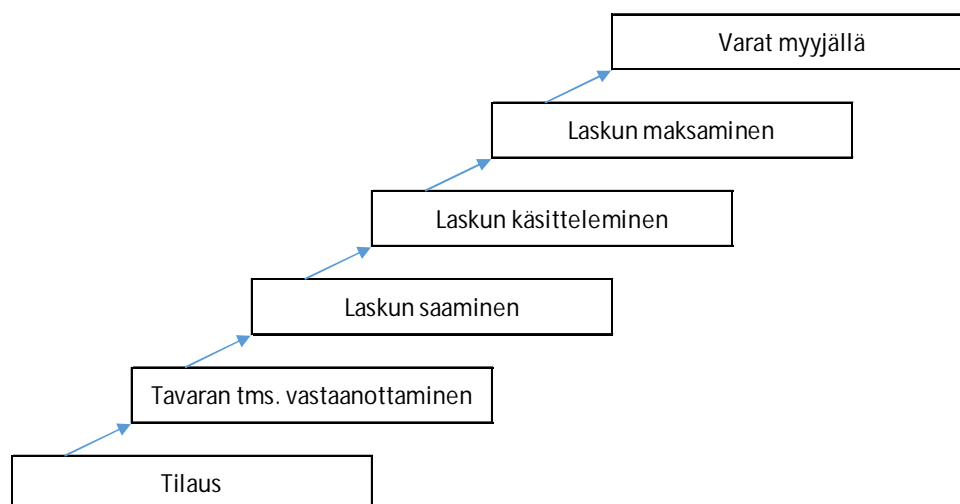 Varat myyjällä
Laskun maksaminen
Laskun käsitteleminen
Laskun saaminen
Tavaran tms. vastaanottaminen
Tilaus